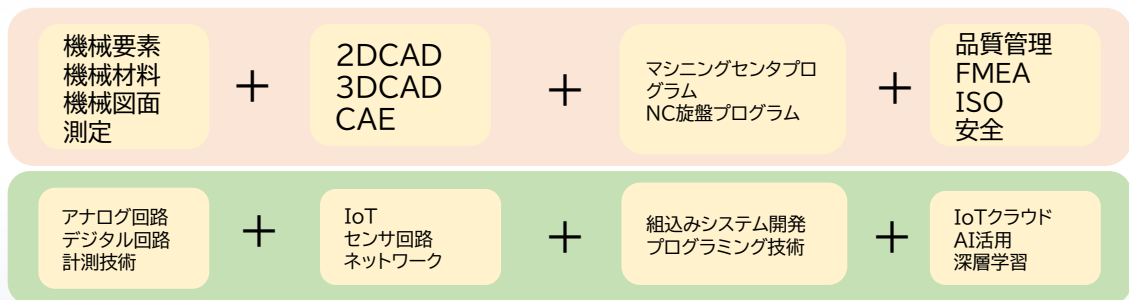 機械要素
機械材料
機械図面
測定
+
2DCAD
3DCAD
CAE
+
マシニングセンタプロ
グラム
NC旋盤プログラム
+
品質管理
FMEA
ISO
安全
アナログ回路
デジタル回路
計測技術
+
IoT
センサ回路
ネットワーク
+
組込みシステム開発
プログラミング技術
+
IoTクラウド
AI活用
深層学習